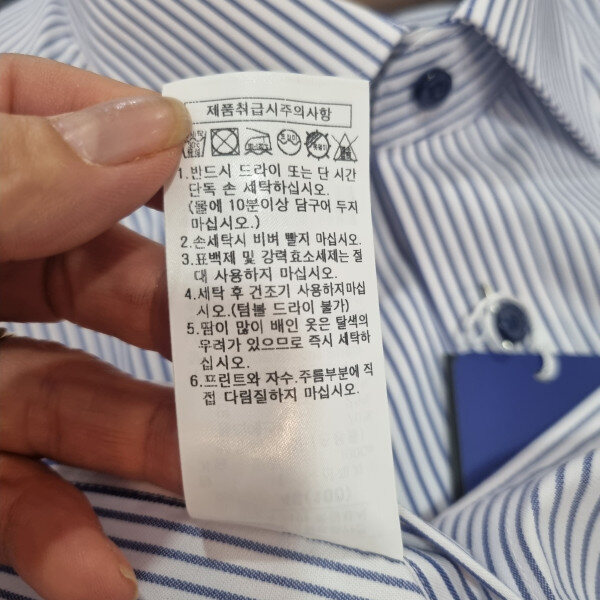 제품취급시주의사항
1.반드시 드라이 또는 단 시간
단독 손 세탁하십시오.
(물에 10분이상 담구어 두지
마십시오.)
2.손세탁시 비벼 빨지 마십시오.
3.표백제 및 강력효소세제는 절
대 사용하지 마십시오.
4.세탁 후 건조기 사용하지마십
시오.(텀블 드라이 불가)
5.땀이 많이 배인 옷은 탈색의
우려가 있으므로 즉시 세탁하
십시오.
6.프린트와 자수.주름부분에 직
접 다림질하지 마십시오.